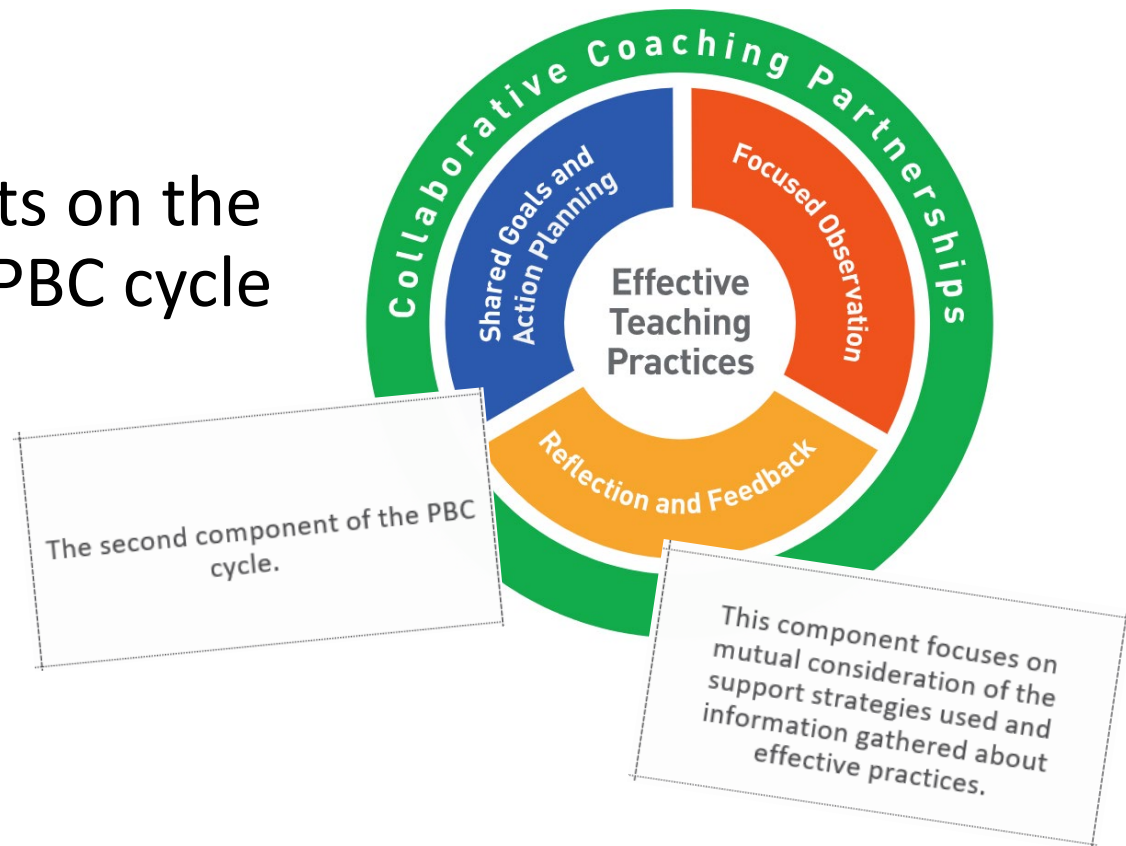 ts on the
PBC cycle
Collaborative Coaching Partnerships
Shared Goals and
Action Planning
Focused Observation
Effective
Teaching
Practices
Reflection and Feedback
The second component of the PBC
cycle.
This component focuses on
mutual consideration of the
support strategies used and
information gathered about
effective practices.